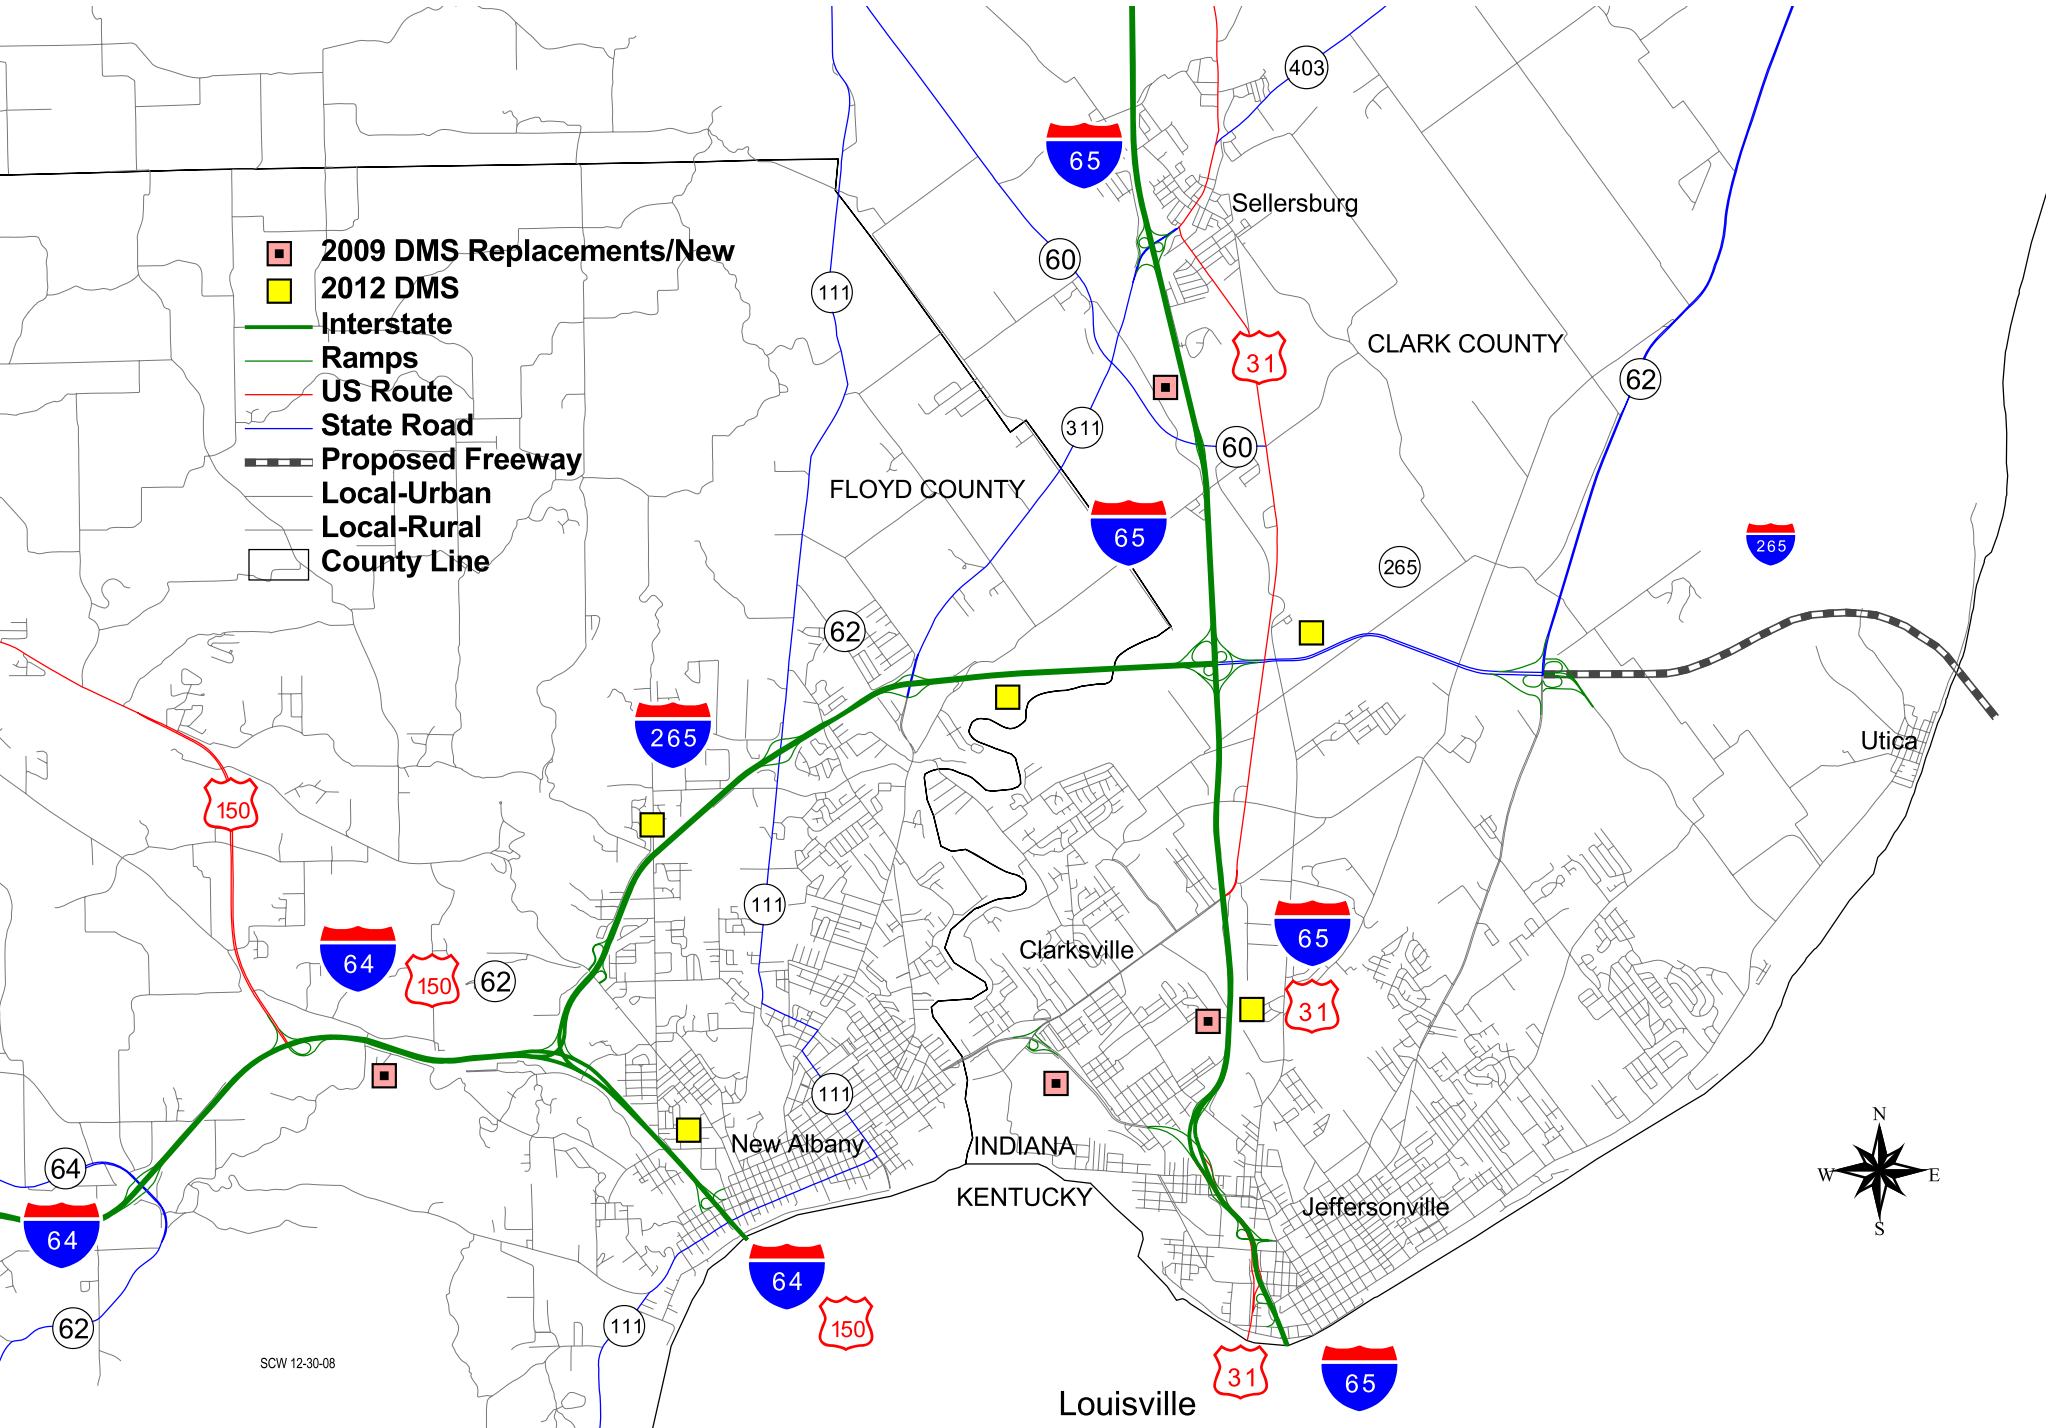 403
65
Sellersburg
2009 DMS Replacements/New
60
2012 DMS
111
Interstate
CLARK COUNTY
Ramps
31
62
US Route
State Road
311
60
Proposed Freeway
Local-Urban
FLOYD COUNTY
Local-Rural
65
265
County Line
265
62
265
Utica
150
111
65
Clarksville
64
150
62
31
111
New Albany
INDIANA
N
64
W
E
KENTUCKY
Jeffersonville
S
64
64
150
62
111
SCW 12-30-08
31
65
Louisville